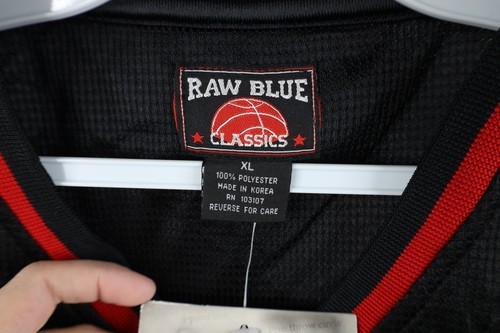 RAW BLUE
CLASSICS
XL
100% POLYESTER
MADE IN KOREA
RN 103107
REVERSE FOR CARE